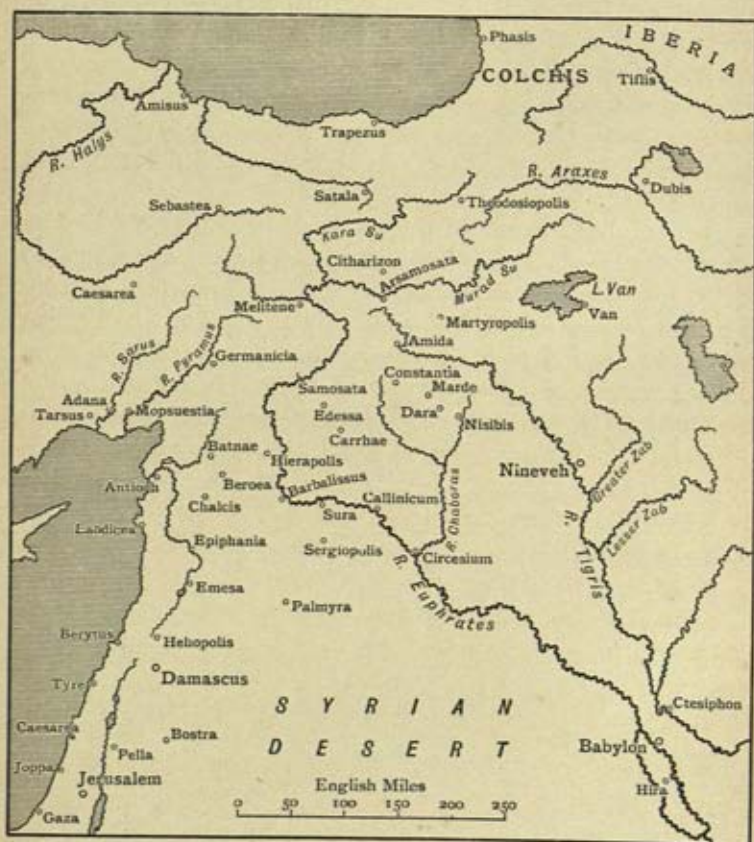 Phasis
IBERIA
COLCHIS
Tiflis
Amisus
Trapezus
R. Halys
R. Araxes
Satala
Dubis
Sebastea
Theodosiopolis
Kara Su
Citharizon
Arsamosata
Murad Su
Caesarea
L. Van
Melitene
Van
Martyropolis
R. Sarus
R. Pyramus
Amida
Germanicia
Constantia
Samosata
Marde
Adana
Edessa
Dara
Tarsus
Mopsuestia
Nisibis
Carrhae
Batnae
Hierapolis
Nineveh
Antioch
Beroea
Barbalissus
Greater Zab
Chalcis
Callinicum
R. Chaboras
Laodicea
Sura
Lesser Zab
Epiphania
Sergiopolis
Circesium
R. Tigris
Emesa
R. Euphrates
Palmyra
Berytus
Heliopolis
Damascus
Tyre
SYRIAN
Ctesiphon
Caesarea
Bostra
DESERT
Babylon
Pella
Joppa
Jerusalem
English Miles
Hira
0 50 100 150 200 250
Gaza